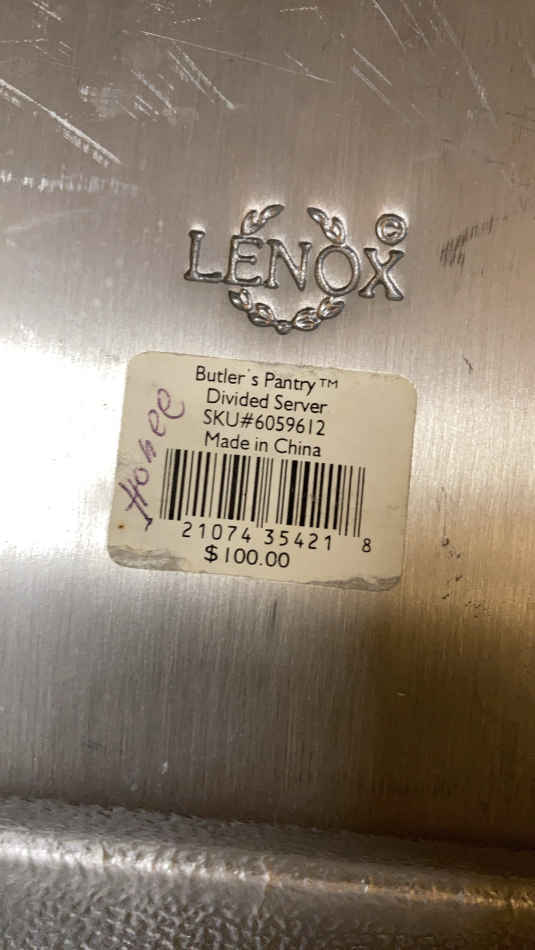 LENOX ©
Butler's Pantry™
Divided Server
SKU#6059612
Made in China
21074 35421 8
$100.00